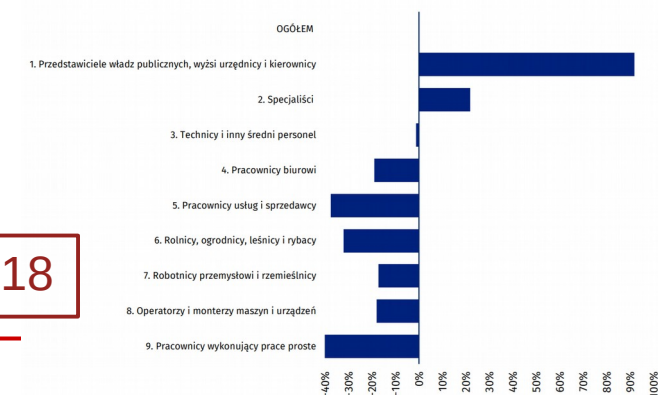 OGÓŁEM
1. Przedstawiciele władz publicznych, wyżsi urzędnicy i kierownicy
2. Specjaliści
3. Technicy i inny średni personel
4. Pracownicy biurowi
5. Pracownicy usług i sprzedawcy
6. Rolnicy, ogrodnicy, leśnicy i rybacy
18
7. Robotnicy przemysłowi i rzemieślnicy
8. Operatorzy i monterzy maszyn i urządzeń
9. Pracownicy wykonujący prace proste
-40% -30% -20% -10% 0% 10% 20% 30% 40% 50% 60% 70% 80% 90% 100%